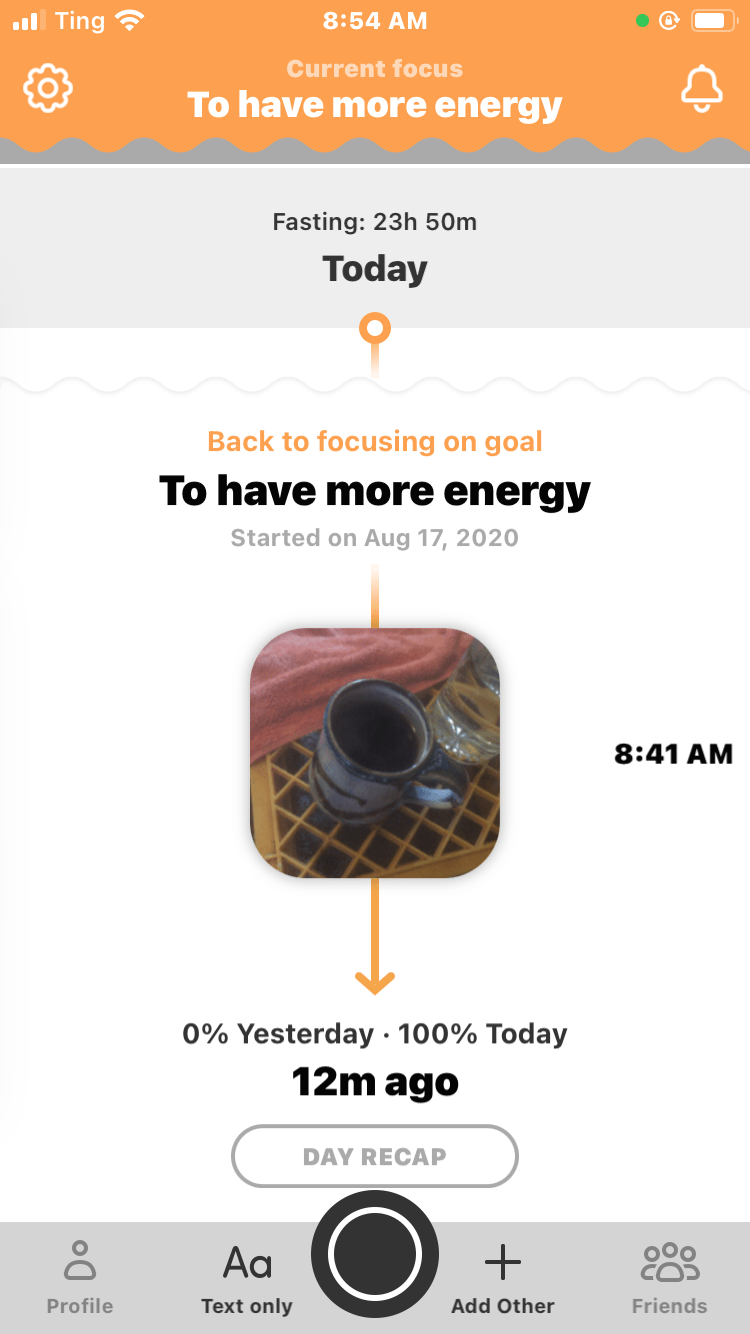 Ting
8:54 AM
Current focus
To have more energy
Fasting: 23h 50m
Today
Back to focusing on goal
To have more energy
Started on Aug 17, 2020
8:41 AM
0% Yesterday · 100% Today
12m ago
DAY RECAP
Profile
Aa
Text only
Add Other
Friends